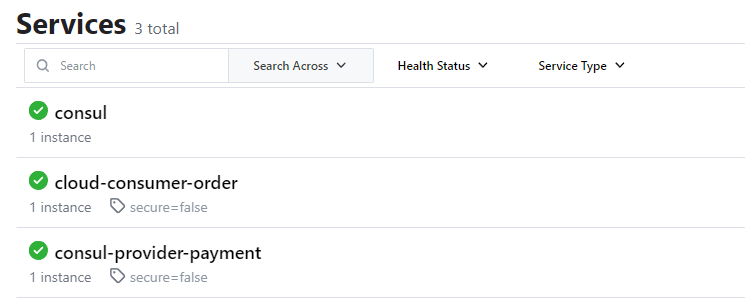 Services 3 total
Search Search Across Health Status Service Type
consul
1 instance
cloud-consumer-order
1 instance secure=false
consul-provider-payment
1 instance secure=false